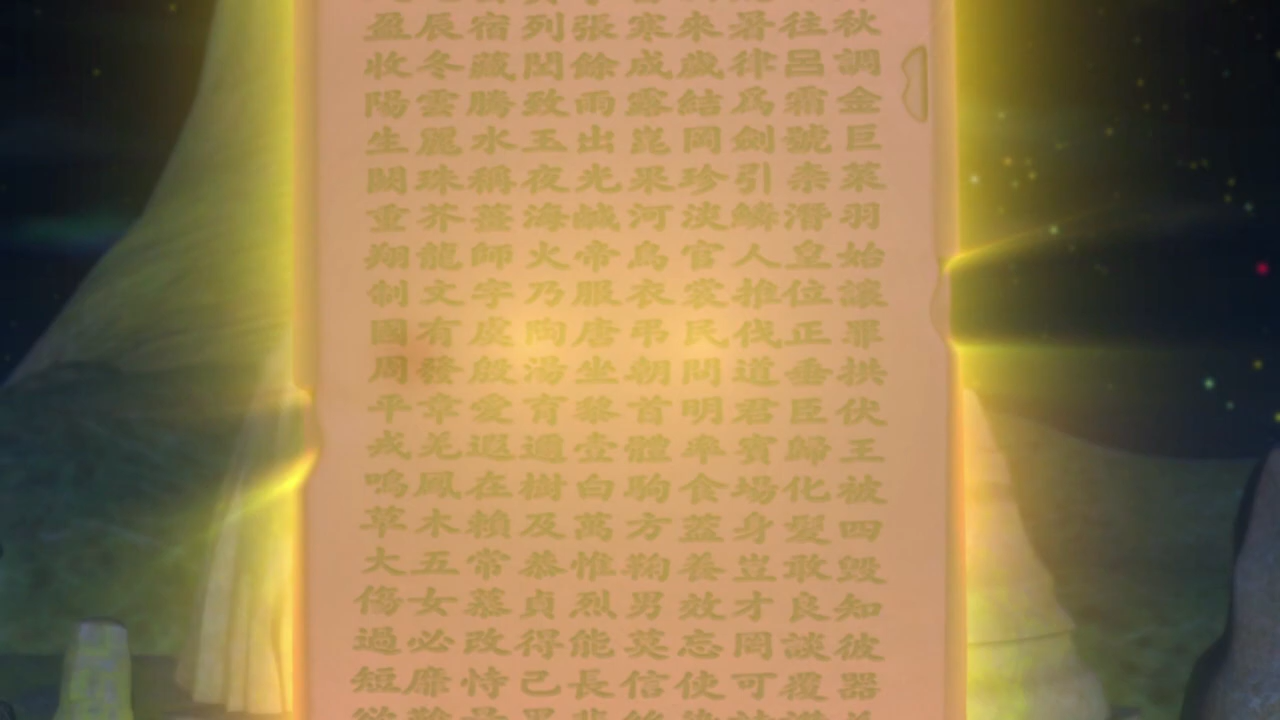 盈辰宿列張寒來暑往秋
收冬藏閏餘成歲律呂調
陽雲騰致雨露結爲霜金
生麗水玉出崑岡劍號巨
闕珠稱夜光果珍引柰菜
重芥薑海鹹河淡鱗潛羽
翔龍師火帝鳥官人皇始
制文字乃服衣裳推位讓
國有虞陶唐弔民伐正罪
周發殷湯坐朝問道垂拱
平章愛育黎首明君臣伏
戎羌遐邇壹體率賓歸王
鳴鳳在樹白駒食場化被
草木賴及萬方蓋身髮四
大五常恭惟鞠養豈敢毀
傷女慕貞烈男效才良知
過必改得能莫忘罔談彼
短靡恃己長信使可覆器